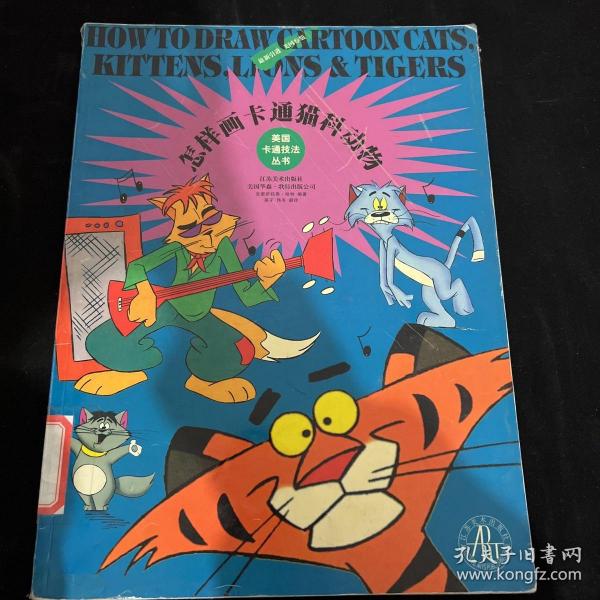 HOW TO DRAW CARTOON CATS,
KITTENS, LIONS & TIGERS
怎样画卡通猫科动物
美国
卡通技法
丛书
江苏美术出版社
孔夫子旧书网
www.kongfz.com